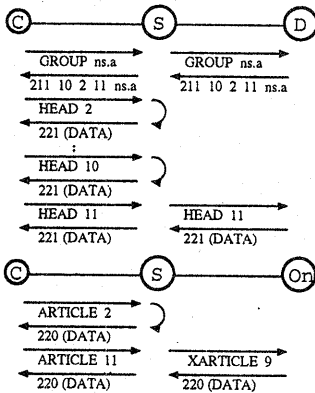 C S D
GROUP ns.a GROUP ns.a
211 10 2 11 ns.a 211 10 2 11 ns.a
HEAD 2
221 (DATA)
:
HEAD 10
221 (DATA)
HEAD 11 HEAD 11
221 (DATA) 221 (DATA)
C S On
ARTICLE 2
220 (DATA)
ARTICLE 11 XARTICLE 9
220 (DATA) 220 (DATA)